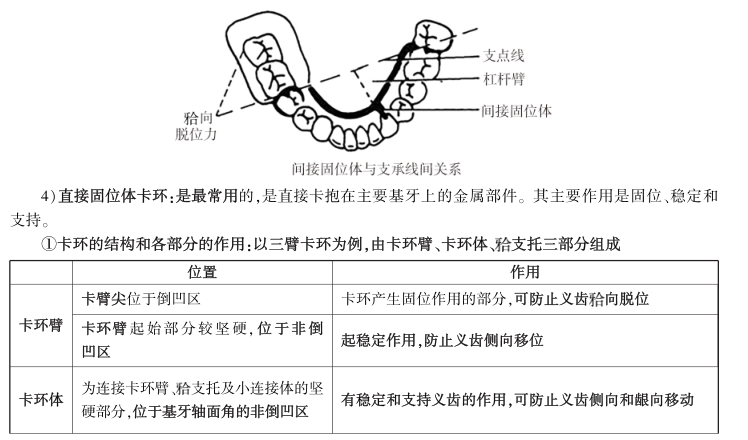 支点线
杠杆臂
间接固位体
𬌗向
脱位力
间接固位体与支承线间关系
4)直接固位体卡环:是最常用的,是直接卡抱在主要基牙上的金属部件。其主要作用是固位、稳定和
支持。
①卡环的结构和各部分的作用:以三臂卡环为例,由卡环臂、卡环体、𬌗支托三部分组成
位置 作用
卡环臂
卡臂尖位于倒凹区
卡环产生固位作用的部分,可防止义齿𬌗向脱位
卡环臂起始部分较坚硬,位于非倒
凹区
起稳定作用,防止义齿侧向移位
卡环体
为连接卡环臂、𬌗支托及小连接体的坚
硬部分,位于基牙轴面角的非倒凹区
有稳定和支持义齿的作用,可防止义齿侧向和龈向移动